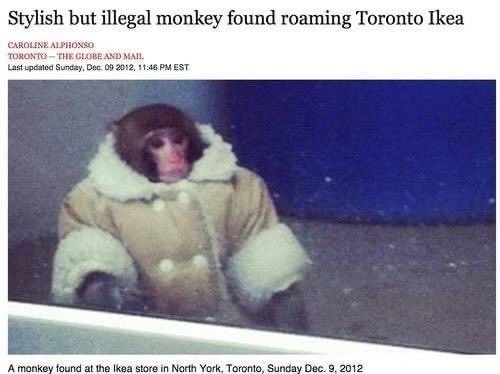 Stylish but illegal monkey found roaming Toronto Ikea
CAROLINE ALPHONSO
TORONTO — THE GLOBE AND MAIL
Last updated Sunday, Dec. 09 2012, 11:46 PM EST
A monkey found at the Ikea store in North York, Toronto, Sunday Dec. 9, 2012